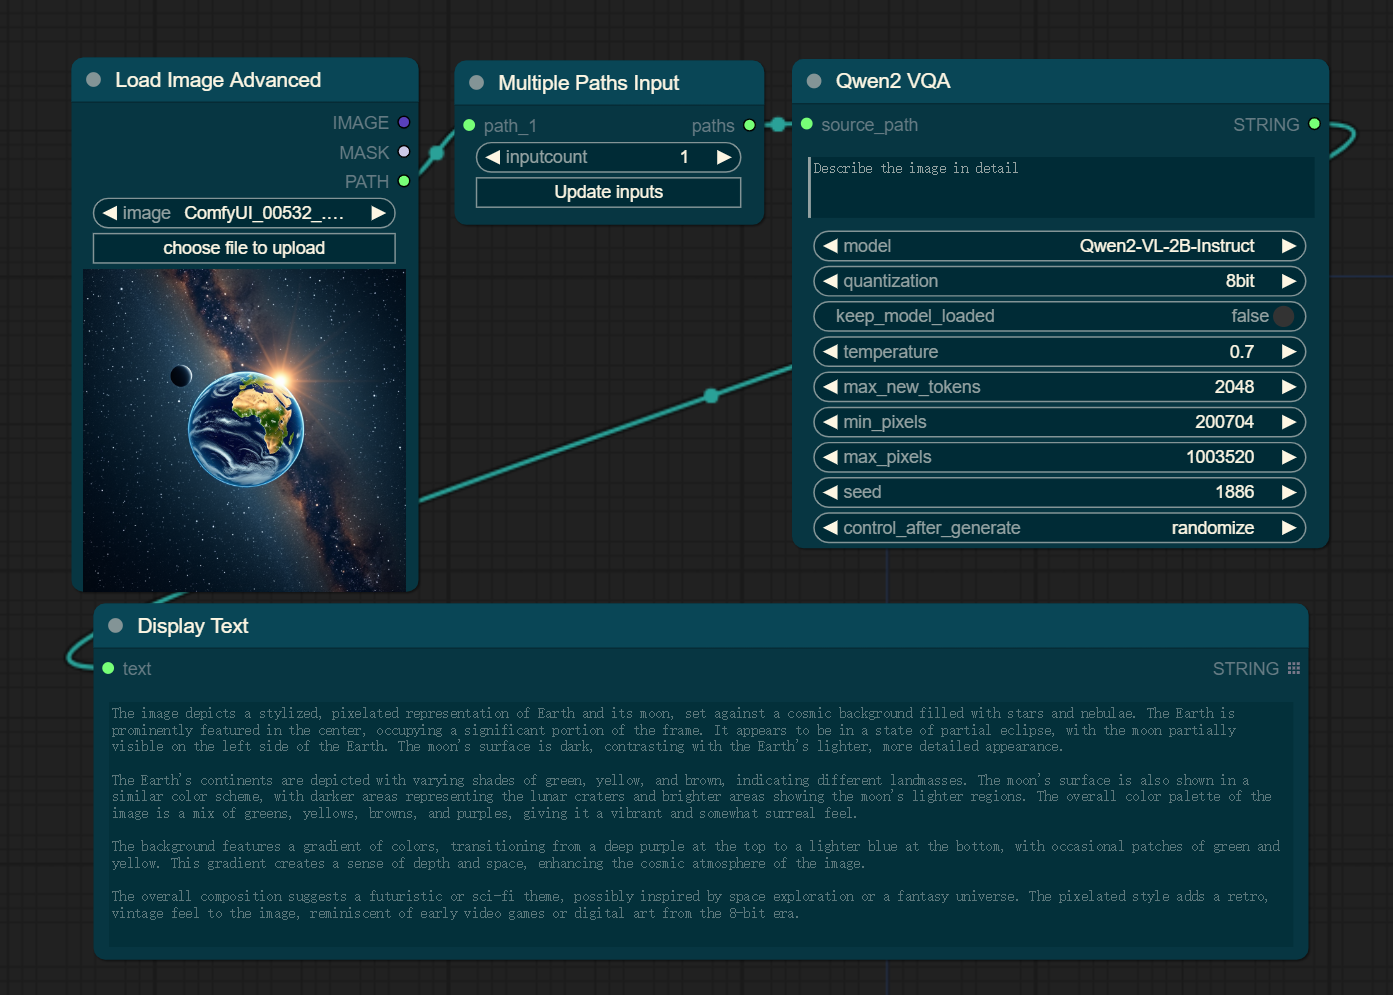 Load Image Advanced
IMAGE
MASK
PATH
image ComfyUI_00532_....
choose file to upload
Multiple Paths Input
path_1 paths
inputcount 1
Update inputs
Qwen2 VQA
source_path STRING
Describe the image in detail
model Qwen2-VL-2B-Instruct
quantization 8bit
keep_model_loaded false
temperature 0.7
max_new_tokens 2048
min_pixels 200704
max_pixels 1003520
seed 1886
control_after_generate randomize
Display Text
text STRING
The image depicts a stylized, pixelated representation of Earth and its moon, set against a cosmic background filled with stars and nebulae. The Earth is
prominently featured in the center, occupying a significant portion of the frame. It appears to be in a state of partial eclipse, with the moon partially
visible on the left side of the Earth. The moon's surface is dark, contrasting with the Earth's lighter, more detailed appearance.
The Earth's continents are depicted with varying shades of green, yellow, and brown, indicating different landmasses. The moon's surface is also shown in a
similar color scheme, with darker areas representing the lunar craters and brighter areas showing the moon's lighter regions. The overall color palette of the
image is a mix of greens, yellows, browns, and purples, giving it a vibrant and somewhat surreal feel.
The background features a gradient of colors, transitioning from a deep purple at the top to a lighter blue at the bottom, with occasional patches of green and
yellow. This gradient creates a sense of depth and space, enhancing the cosmic atmosphere of the image.
The overall composition suggests a futuristic or sci-fi theme, possibly inspired by space exploration or a fantasy universe. The pixelated style adds a retro,
vintage feel to the image, reminiscent of early video games or digital art from the 8-bit era.